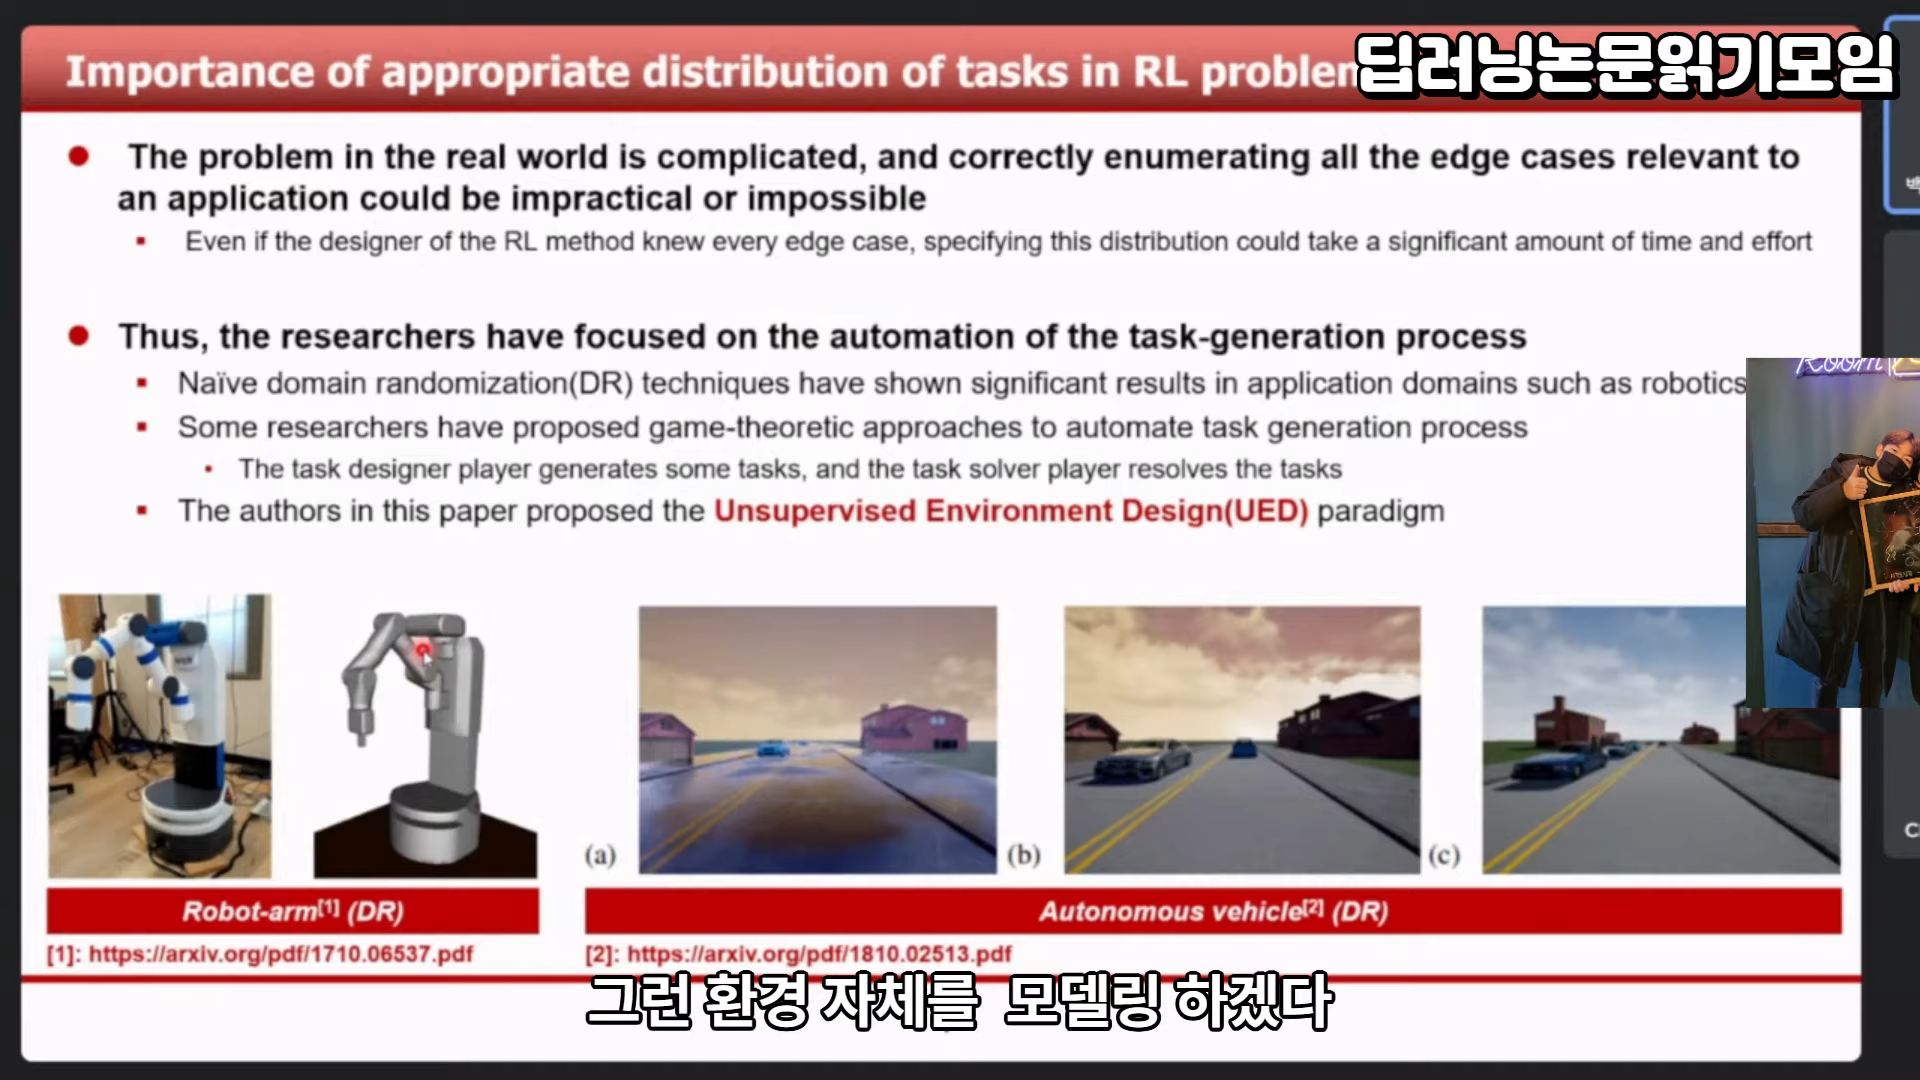 Importance of appropriate distribution of tasks in RL
딥러닝논문읽기모임
The problem in the real world is complicated, and correctly enumerating all the edge cases relevant to
an application could be impractical or impossible
Even if the designer of the RL method knew every edge case, specifying this distribution could take a significant amount of time and effort
Thus, the researchers have focused on the automation of the task-generation process
Naïve domain randomization(DR) techniques have shown significant results in application domains such as robotics
Some researchers have proposed game-theoretic approaches to automate task generation process
The task designer player generates some tasks, and the task solver player resolves the tasks
The authors in this paper proposed the Unsupervised Environment Design(UED) paradigm
(a)
(b)
(c)
Robot-arm[1] (DR)
Autonomous vehicle[2] (DR)
[1]: https://arxiv.org/pdf/1710.06537.pdf
[2]: https://arxiv.org/pdf/1810.02513.pdf
그런 환경 자체를 모델링 하겠다